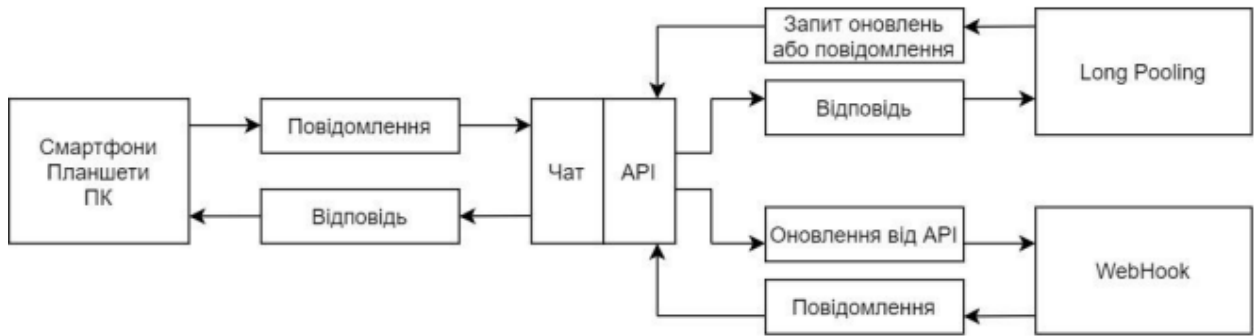 Смартфони
Планшети
ПК
Повідомлення
Відповідь
Чат
API
Запит оновлень
або повідомлення
Відповідь
Long Pooling
Оновлення від API
Повідомлення
WebHook